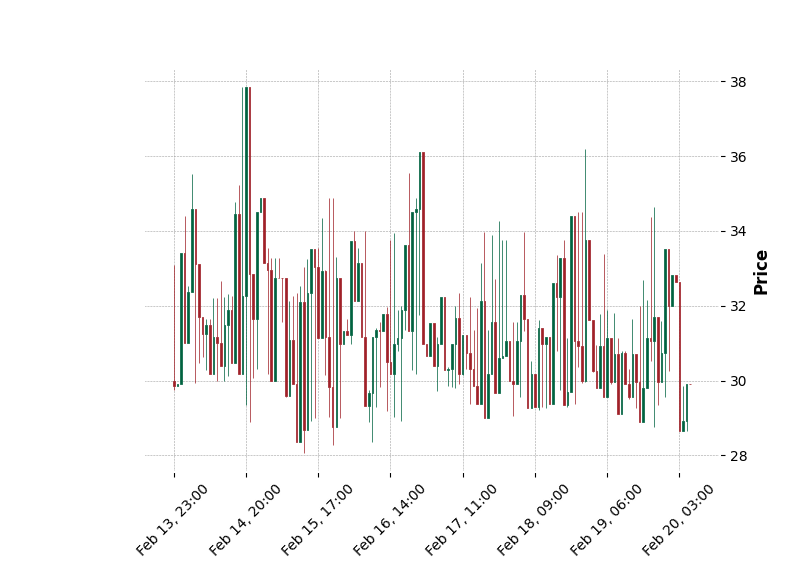 38
36
34
32
30
28
Price
Feb 13, 23:00
Feb 14, 20:00
Feb 15, 17:00
Feb 16, 14:00
Feb 17, 11:00
Feb 18, 09:00
Feb 19, 06:00
Feb 20, 03:00